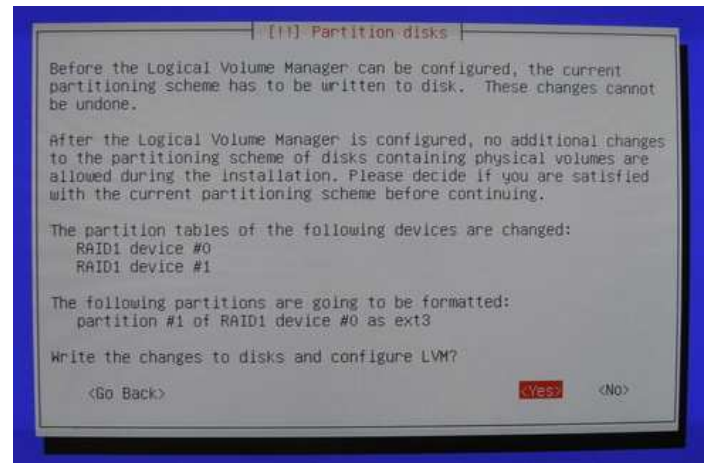 [!!] Partition disks
Before the Logical Volume Manager can be configured, the current
partitioning scheme has to be written to disk.  These changes cannot
be undone.
After the Logical Volume Manager is configured, no additional changes
to the partitioning scheme of disks containing physical volumes are
allowed during the installation. Please decide if you are satisfied
with the current partitioning scheme before continuing.
The partition tables of the following devices are changed:
RAID1 device #0
RAID1 device #1
The following partitions are going to be formatted:
partition #1 of RAID1 device #0 as ext3
Write the changes to disks and configure LVM?
<Go Back> <Yes> <No>